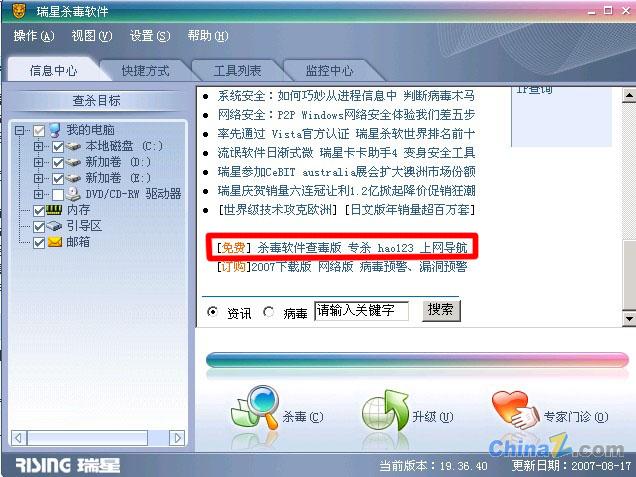 瑞星杀毒软件
操作(A) 视图(V) 设置(S) 帮助(H)
信息中心 快捷方式 工具列表 监控中心
查杀目标
我的电脑
本地磁盘 (C:)
新加卷 (D:)
新加卷 (E:)
DVD/CD-RW 驱动器
内存
引导区
邮箱
IP查询
系统安全：如何巧妙从进程信息中 判断病毒木马
网络安全：P2P Windows网络安全体验我们差五步
率先通过 Vista官方认证 瑞星杀软世界排名前十
流氓软件日渐式微 瑞星卡卡助手4 变身安全工具
瑞星参加CeBIT australia展会扩大澳洲市场份额
瑞星庆贺销量六连冠让利1.2亿掀起降价促销狂潮
[世界级技术攻克欧洲] [日文版年销量超百万套]
[免费] 杀毒软件查毒版 专杀 hao123 上网导航
[订购]2007下载版 网络版 病毒预警、漏洞预警
资讯 病毒 请输入关键字 搜索
杀毒(C) 升级(U) 专家门诊(O)
ChinaZ.com
RISING 瑞星 当前版本：19.36.40 更新日期：2007-08-17